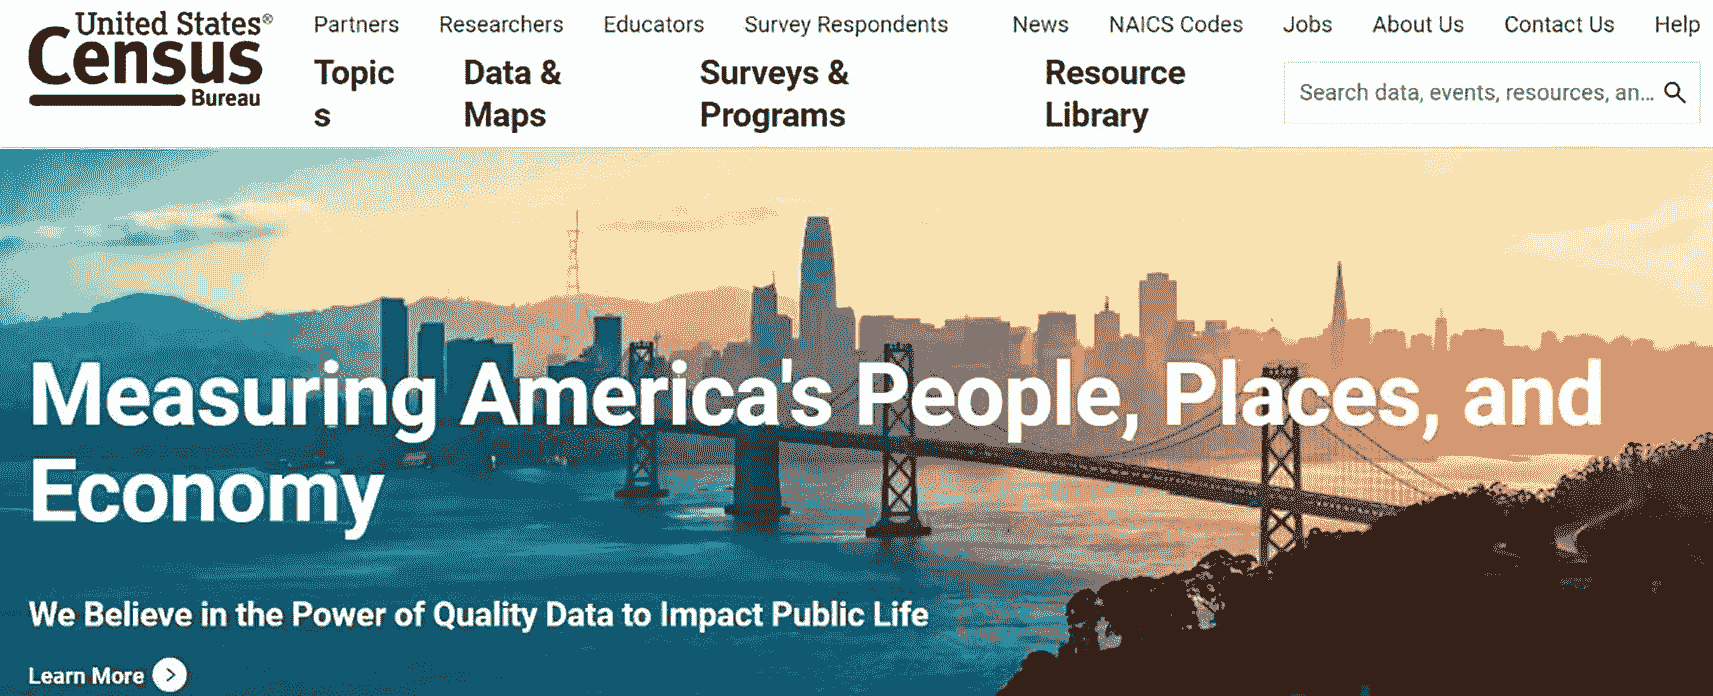 United States®
Census
Bureau
Partners Researchers Educators Survey Respondents News NAICS Codes Jobs About Us Contact Us Help
Topic
s
Data &
Maps
Surveys &
Programs
Resource
Library
Search data, events, resources, an...
Measuring America's People, Places, and
Economy
We Believe in the Power of Quality Data to Impact Public Life
Learn More